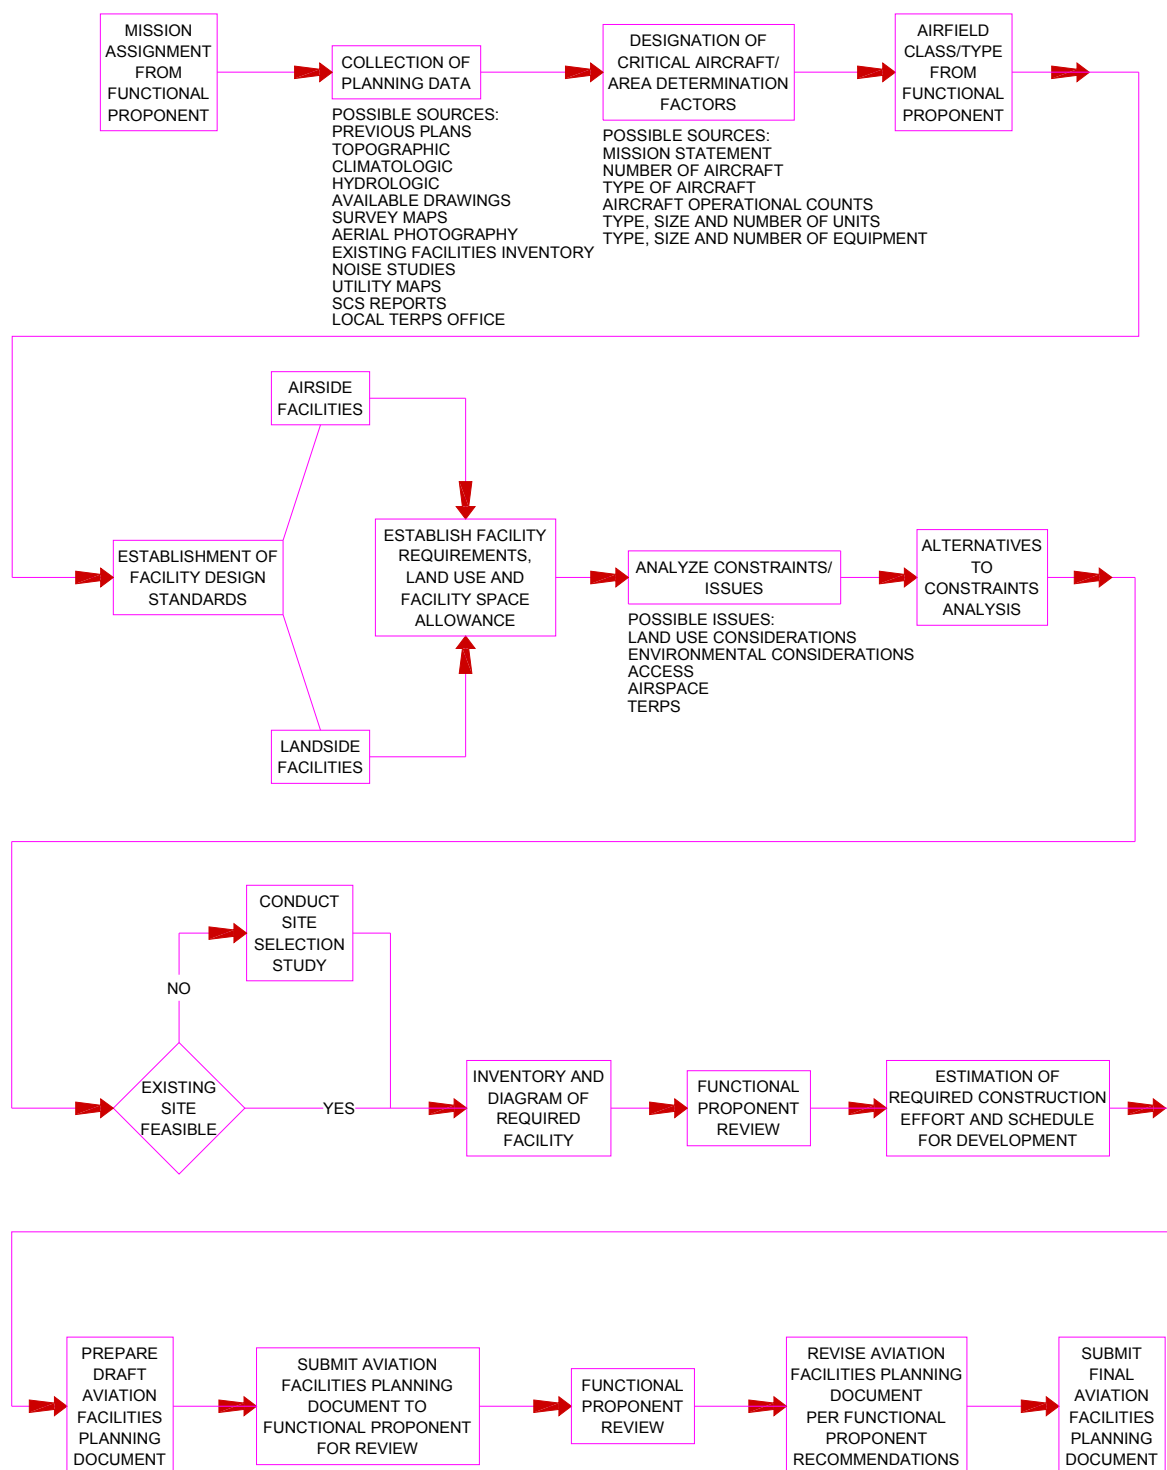 MISSION
ASSIGNMENT
FROM
FUNCTIONAL
PROPONENT
COLLECTION OF
PLANNING DATA
POSSIBLE SOURCES:
PREVIOUS PLANS
TOPOGRAPHIC
CLIMATOLOGIC
HYDROLOGIC
AVAILABLE DRAWINGS
SURVEY MAPS
AERIAL PHOTOGRAPHY
EXISTING FACILITIES INVENTORY
NOISE STUDIES
UTILITY MAPS
SCS REPORTS
LOCAL TERPS OFFICE
DESIGNATION OF
CRITICAL AIRCRAFT/
AREA DETERMINATION
FACTORS
POSSIBLE SOURCES:
MISSION STATEMENT
NUMBER OF AIRCRAFT
TYPE OF AIRCRAFT
AIRCRAFT OPERATIONAL COUNTS
TYPE, SIZE AND NUMBER OF UNITS
TYPE, SIZE AND NUMBER OF EQUIPMENT
AIRFIELD
CLASS/TYPE
FROM
FUNCTIONAL
PROPONENT
ESTABLISHMENT OF
FACILITY DESIGN
STANDARDS
AIRSIDE
FACILITIES
LANDSIDE
FACILITIES
ESTABLISH FACILITY
REQUIREMENTS,
LAND USE AND
FACILITY SPACE
ALLOWANCE
ANALYZE CONSTRAINTS/
ISSUES
POSSIBLE ISSUES:
LAND USE CONSIDERATIONS
ENVIRONMENTAL CONSIDERATIONS
ACCESS
AIRSPACE
TERPS
ALTERNATIVES
TO
CONSTRAINTS
ANALYSIS
EXISTING
SITE
FEASIBLE
NO
CONDUCT
SITE
SELECTION
STUDY
YES
INVENTORY AND
DIAGRAM OF
REQUIRED
FACILITY
FUNCTIONAL
PROPONENT
REVIEW
ESTIMATION OF
REQUIRED CONSTRUCTION
EFFORT AND SCHEDULE
FOR DEVELOPMENT
PREPARE
DRAFT
AVIATION
FACILITIES
PLANNING
DOCUMENT
SUBMIT AVIATION
FACILITIES PLANNING
DOCUMENT TO
FUNCTIONAL PROPONENT
FOR REVIEW
FUNCTIONAL
PROPONENT
REVIEW
REVISE AVIATION
FACILITIES PLANNING
DOCUMENT
PER FUNCTIONAL
PROPONENT
RECOMMENDATIONS
SUBMIT
FINAL
AVIATION
FACILITIES
PLANNING
DOCUMENT